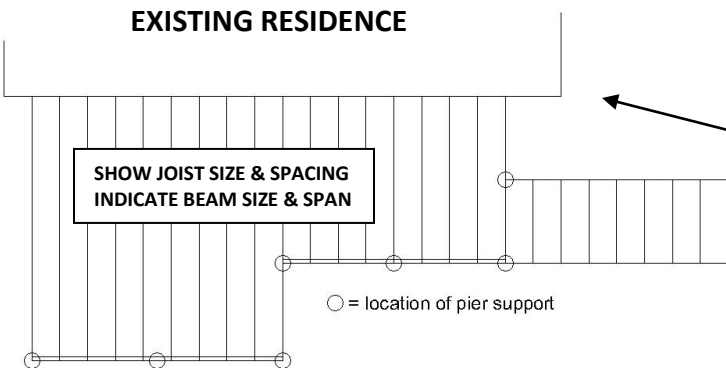 EXISTING RESIDENCE
SHOW JOIST SIZE & SPACING
INDICATE BEAM SIZE & SPAN
= location of pier support